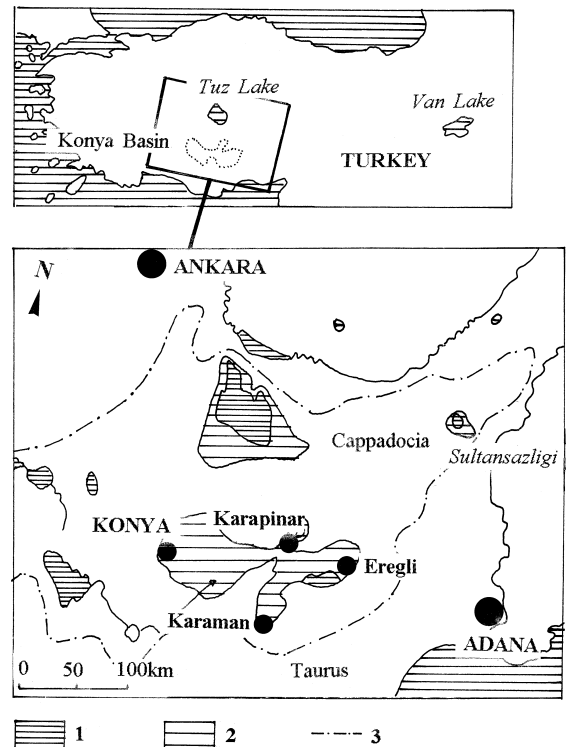 Tuz Lake
Van Lake
Konya Basin
TURKEY
N
ANKARA
Cappadocia
Sultansazligi
KONYA
Karapinar
Eregli
Karaman
ADANA
0 50 100km
Taurus
1 2 3